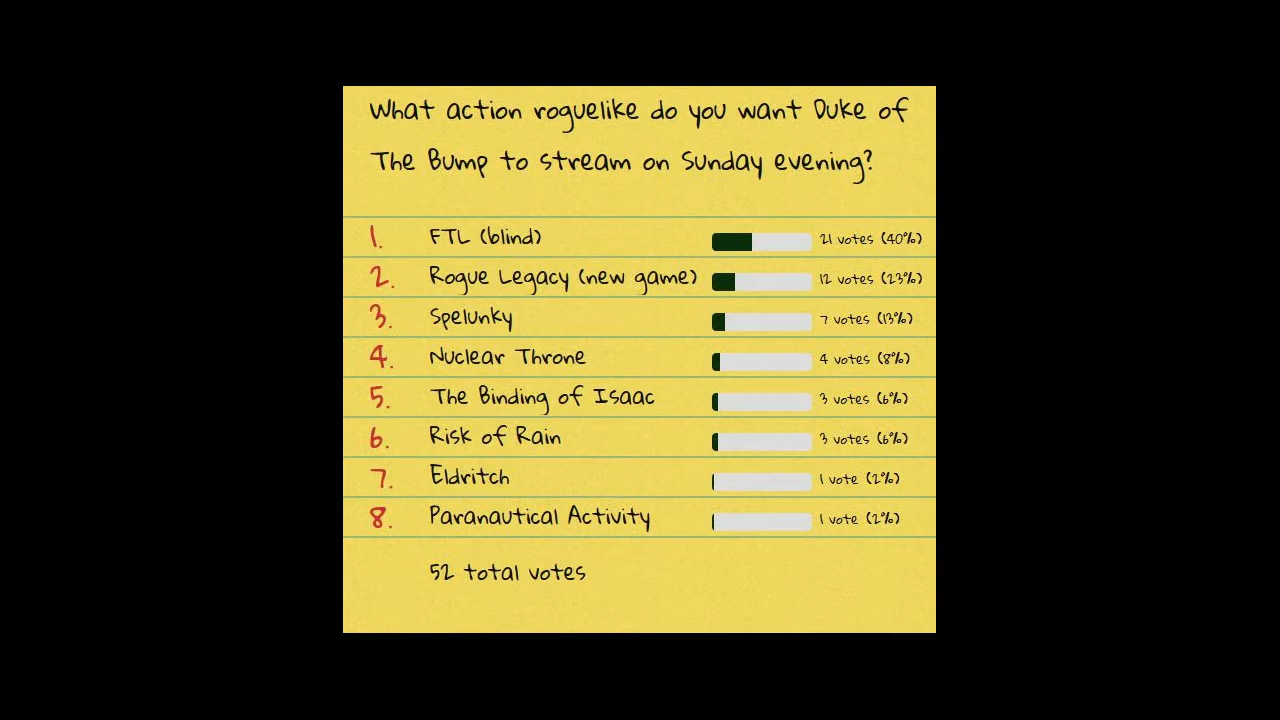 What action roguelike do you want Duke of
The Bump to stream on Sunday evening?
1. FTL (blind) 21 votes (40%)
2. Rogue Legacy (new game) 12 votes (23%)
3. Spelunky 7 votes (13%)
4. Nuclear Throne 4 votes (8%)
5. The Binding of Isaac 3 votes (6%)
6. Risk of Rain 3 votes (6%)
7. Eldritch 1 vote (2%)
8. Paranautical Activity 1 vote (2%)
52 total votes